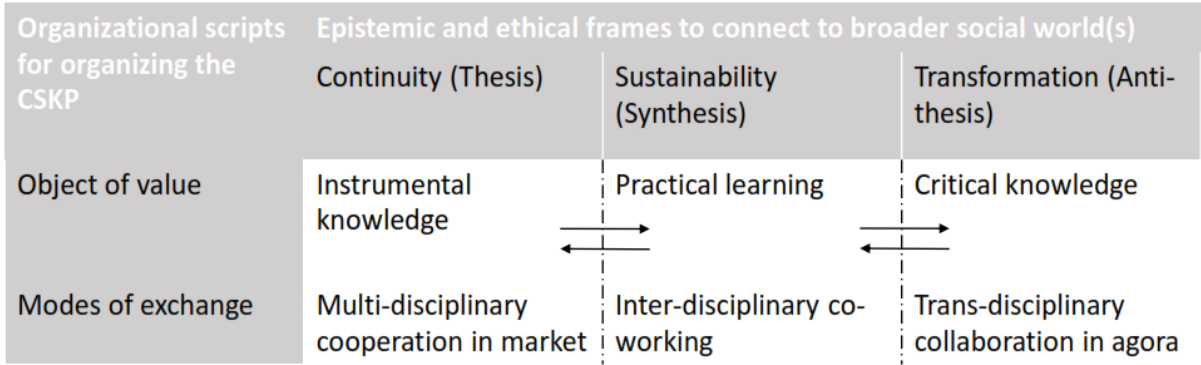 Organizational scripts
for organizing the
CSKP
Epistemic and ethical frames to connect to broader social world(s)
Continuity (Thesis)
Sustainability
(Synthesis)
Transformation (Anti-
thesis)
Object of value
Instrumental
knowledge
Practical learning
Critical knowledge
Modes of exchange
Multi-disciplinary
cooperation in market
Inter-disciplinary co-
working
Trans-disciplinary
collaboration in agora